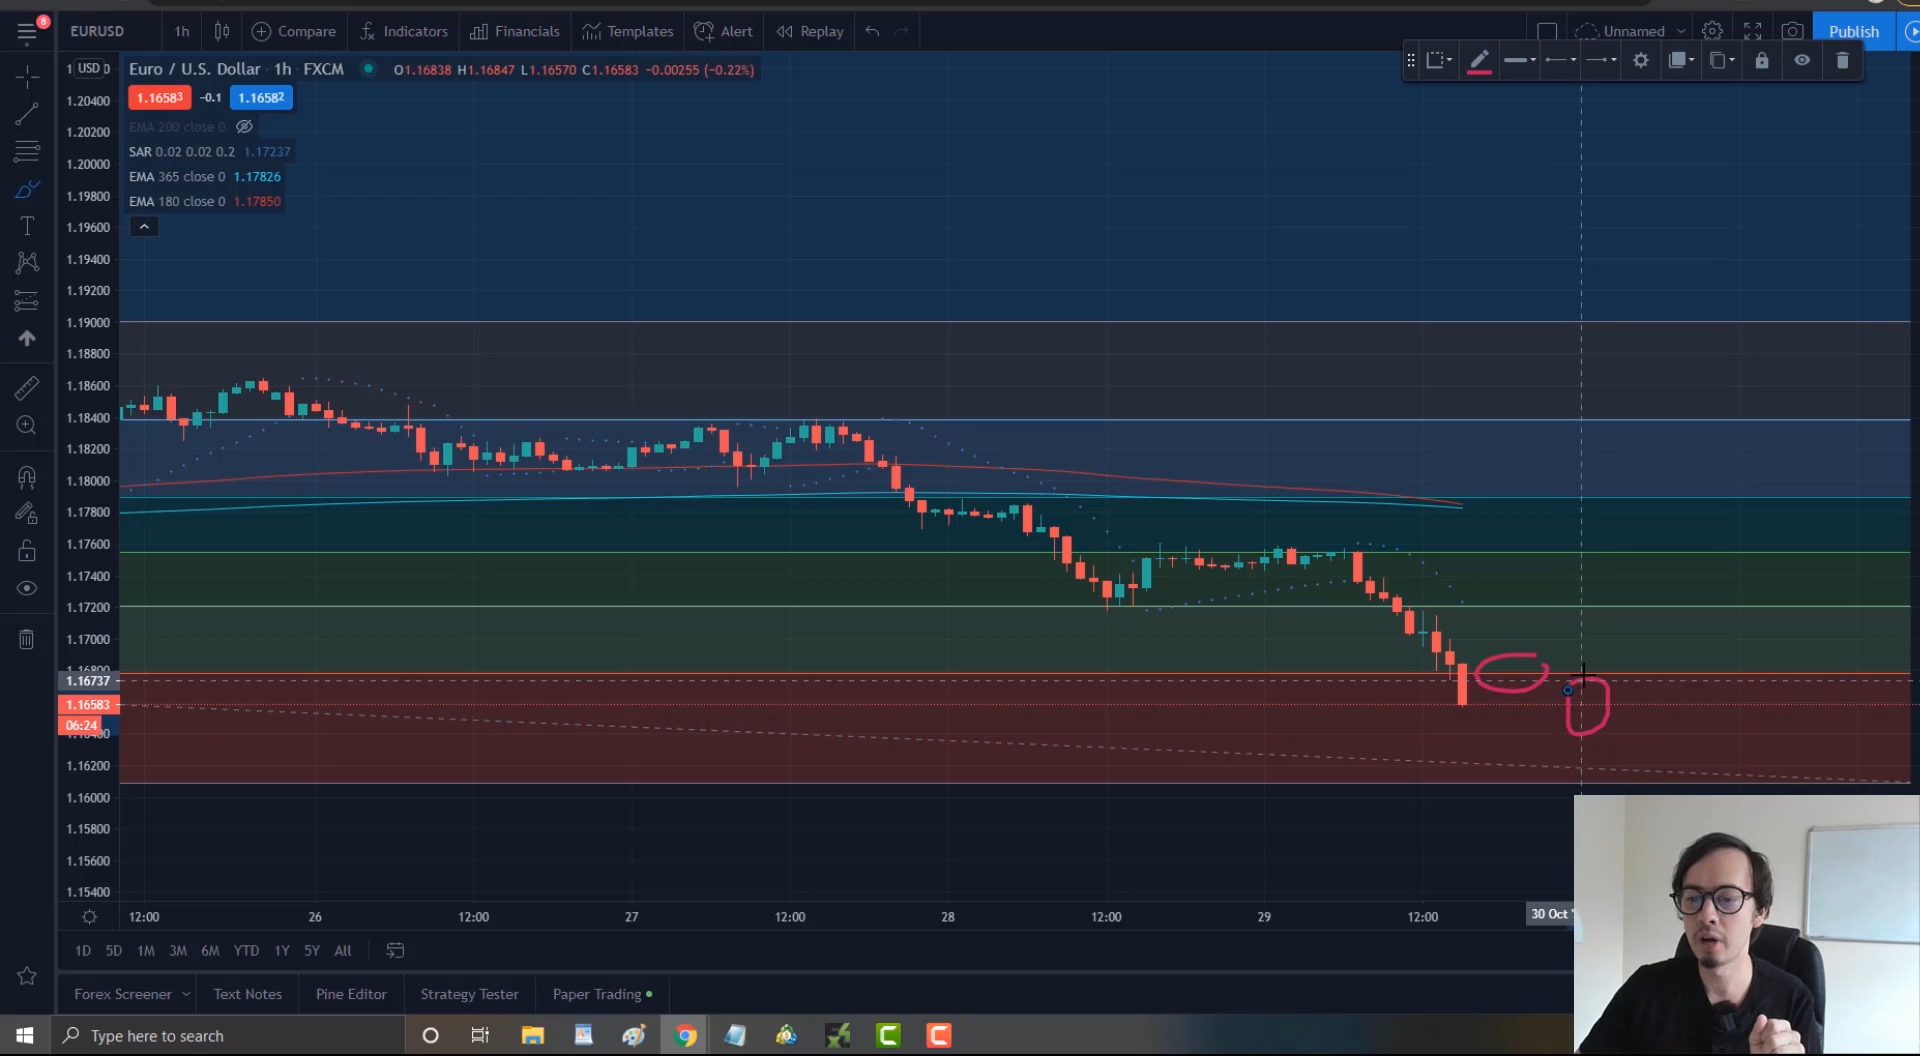 8
EURUSD 1h Compare Indicators Financials Templates Alert Replay Unnamed Publish
USD
Euro / U.S. Dollar · 1h · FXCM O1.16838 H1.16847 L1.16570 C1.16583 -0.00255 (-0.22%)
1.16583 -0.1 1.16582
EMA 200 close 0
SAR 0.02 0.02 0.2 1.17237
EMA 365 close 0 1.17826
EMA 180 close 0 1.17850
1.20400
1.20200
1.20000
1.19800
1.19600
1.19400
1.19200
1.19000
1.18800
1.18600
1.18400
1.18200
1.18000
1.17800
1.17600
1.17400
1.17200
1.17000
1.16800
1.16737
1.16583
06:24
1.16400
1.16200
1.16000
1.15800
1.15600
1.15400
12:00 26 12:00 27 12:00 28 12:00 29 12:00 30 Oct
1D 5D 1M 3M 6M YTD 1Y 5Y All
Forex Screener Text Notes Pine Editor Strategy Tester Paper Trading
Type here to search